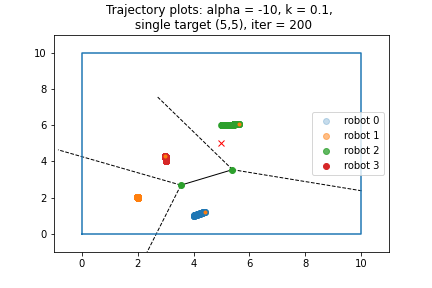 Trajectory plots: alpha = -10, k = 0.1,
single target (5,5), iter = 200
10
8
6
4
2
0
robot 0
robot 1
robot 2
robot 3
0 2 4 6 8 10